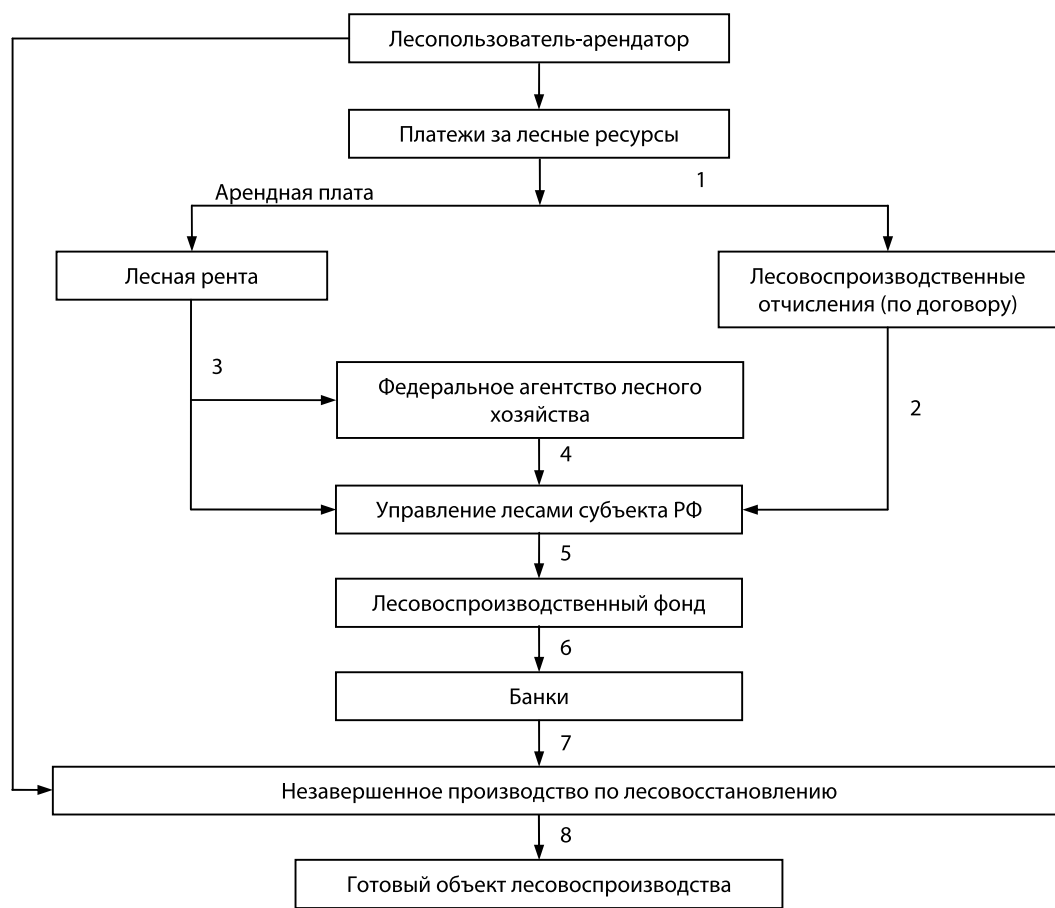 Лесопользователь-арендатор
Платежи за лесные ресурсы
1
Арендная плата
Лесная рента
Лесовоспроизводственные
отчисления (по договору)
3
Федеральное агентство лесного
хозяйства
2
4
Управление лесами субъекта РФ
5
Лесовоспроизводственный фонд
6
Банки
7
Незавершенное производство по лесовосстановлению
8
Готовый объект лесовоспроизводства